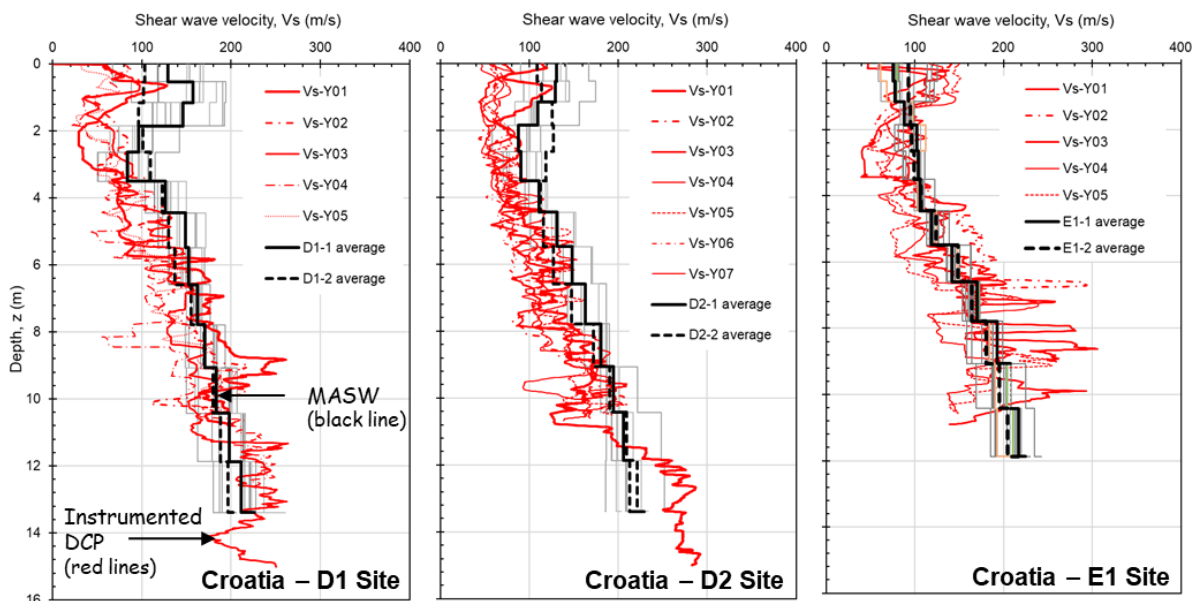 Shear wave velocity, Vs (m/s)
0 100 200 300 400
0
2
4
6
8
10
12
14
16
Depth, z (m)
Vs-Y01
Vs-Y02
Vs-Y03
Vs-Y04
Vs-Y05
D1-1 average
D1-2 average
MASW
(black line)
Instrumented
DCP
(red lines)
Croatia – D1 Site
Shear wave velocity, Vs (m/s)
0 100 200 300 400
Vs-Y01
Vs-Y02
Vs-Y03
Vs-Y04
Vs-Y05
Vs-Y06
Vs-Y07
D2-1 average
D2-2 average
Croatia – D2 Site
Shear wave velocity, Vs (m/s)
0 100 200 300 400
Vs-Y01
Vs-Y02
Vs-Y03
Vs-Y04
Vs-Y05
E1-1 average
E1-2 average
Croatia – E1 Site